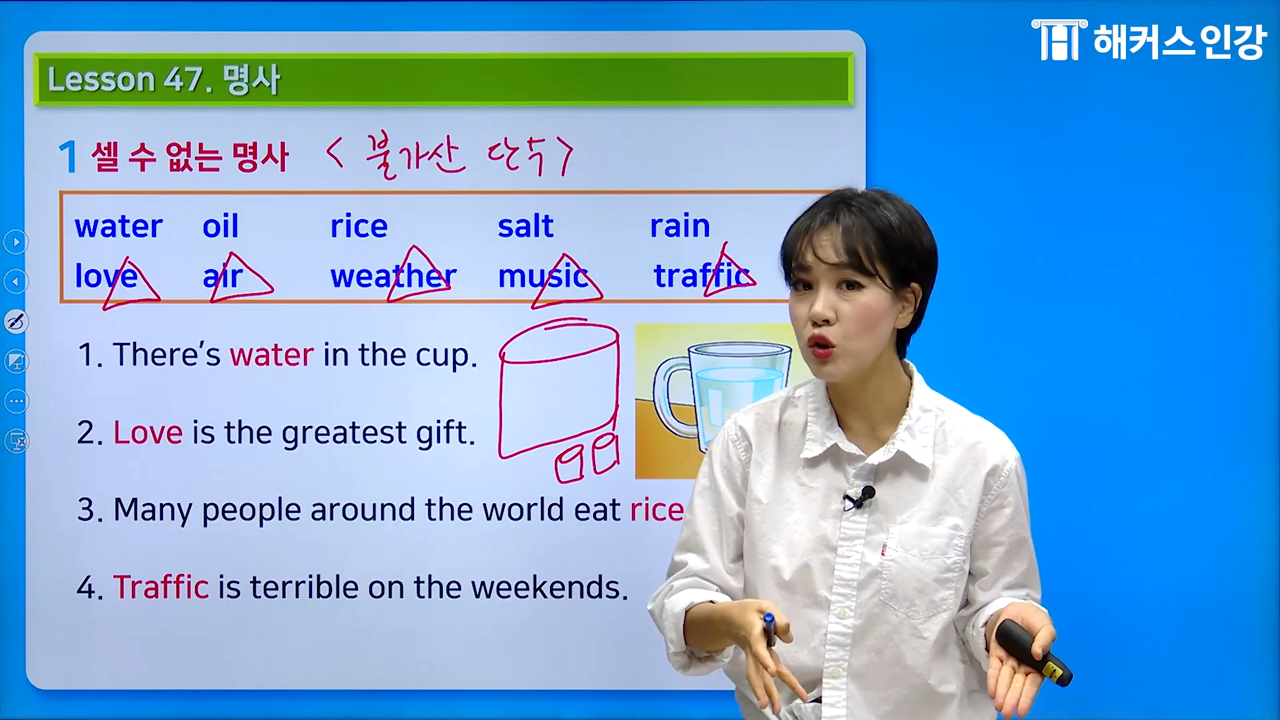 해커스인강
Lesson 47. 명사
1 셀 수 없는 명사 < 불가산 단수 >
water oil rice salt rain
love air weather music traffic
1. There's water in the cup.
2. Love is the greatest gift.
3. Many people around the world eat rice
4. Traffic is terrible on the weekends.